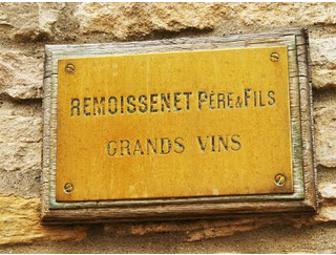 REMOISSENET PÈRE & FILS
GRANDS VINS